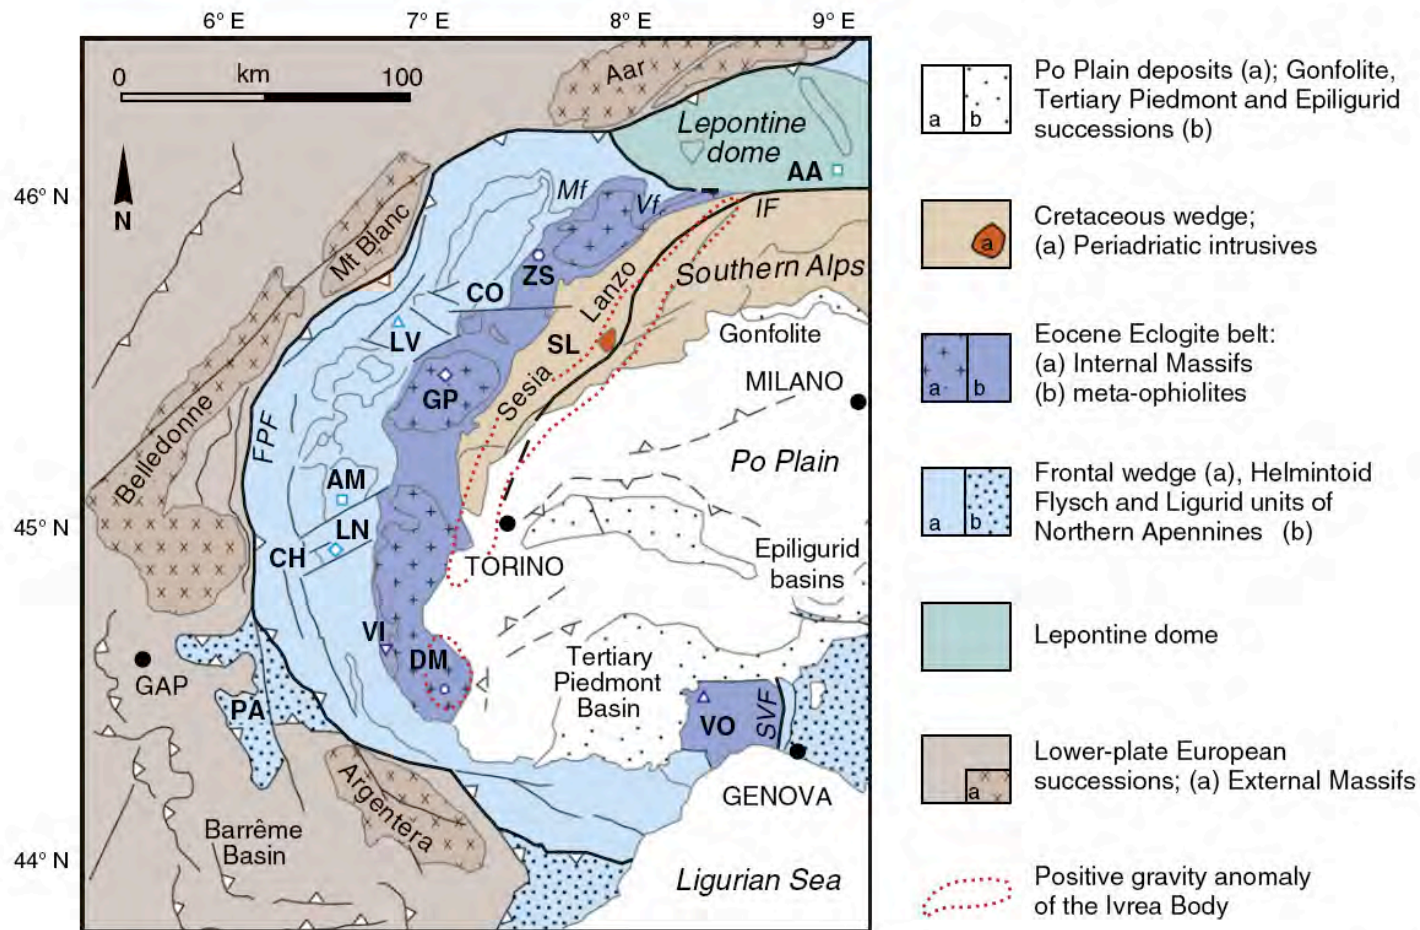 6° E
7° E
8° E
9° E
0
km
100
Aar
Lepontine
dome
AA
46° N
N
Mt Blanc
Mf
Vf
IF
ZS
CO
Lanzo
Southern Alps
LV
SL
Gonfolite
Sesia
MILANO
GP
Belledonne
FPF
Po Plain
AM
45° N
LN
CH
TORINO
Epiligurid
basins
VI
DM
GAP
Tertiary
Piedmont
Basin
PA
VO
SVF
Argentera
GENOVA
Barrême
Basin
44° N
Ligurian Sea
a
b
Po Plain deposits (a); Gonfolite,
Tertiary Piedmont and Epiligurid
successions (b)
a
Cretaceous wedge;
(a) Periadriatic intrusives
a
b
Eocene Eclogite belt:
(a) Internal Massifs
(b) meta-ophiolites
a
b
Frontal wedge (a), Helmintoid
Flysch and Ligurid units of
Northern Apennines (b)
Lepontine dome
a
Lower-plate European
successions; (a) External Massifs
Positive gravity anomaly
of the Ivrea Body